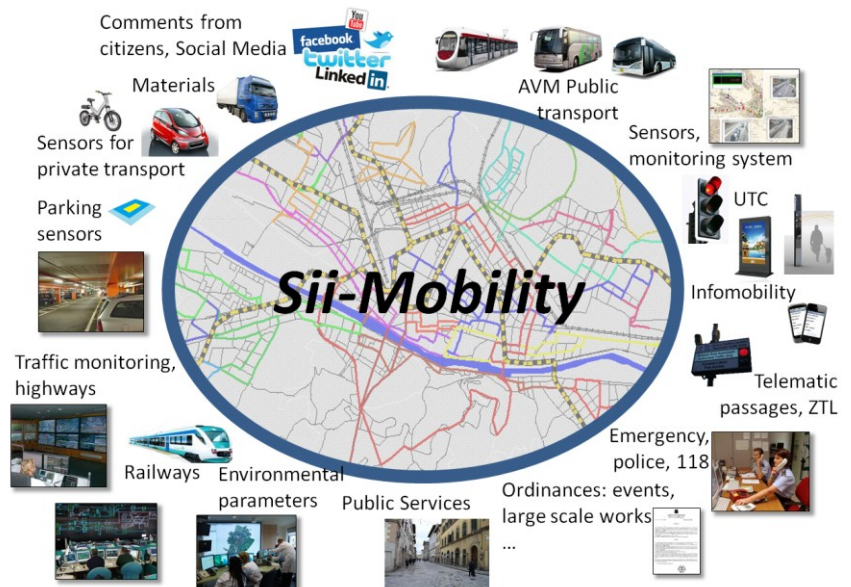 Comments from
citizens, Social Media
You
Tube
facebook
twitter
Linked in
Materials
AVM Public
transport
Sensors for
private transport
Sensors,
monitoring system
Parking
sensors
UTC
Sii-Mobility
Infomobility
Traffic monitoring,
highways
Telematic
passages, ZTL
Railways
Environmental
parameters
Emergency,
police, 118
Public Services
Ordinances: events,
large scale works
...